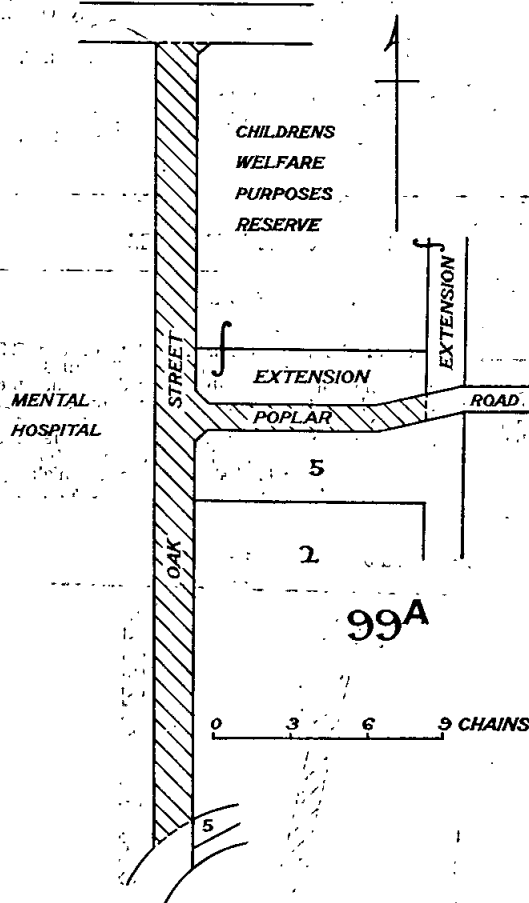 CHILDRENS
WELFARE
PURPOSES
RESERVE
EXTENSION
STREET
EXTENSION
MENTAL
HOSPITAL
POPLAR
ROAD
5
OAK
2
99A
0 3 6 9 CHAINS
5